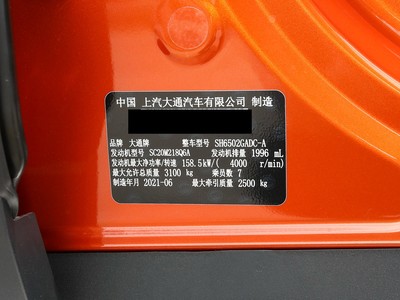 中国 上汽大通汽车有限公司 制造
品牌 大通牌 整车型号 SH6502GADC-A
发动机型号 SC20M218Q6A 发动机排量 1996 mL
发动机最大净功率/转速 158.5kW/( 4000 r/min)
最大允许总质量 3100 kg 乘员数 7
制造年月 2021-06 最大牵引质量 2500 kg